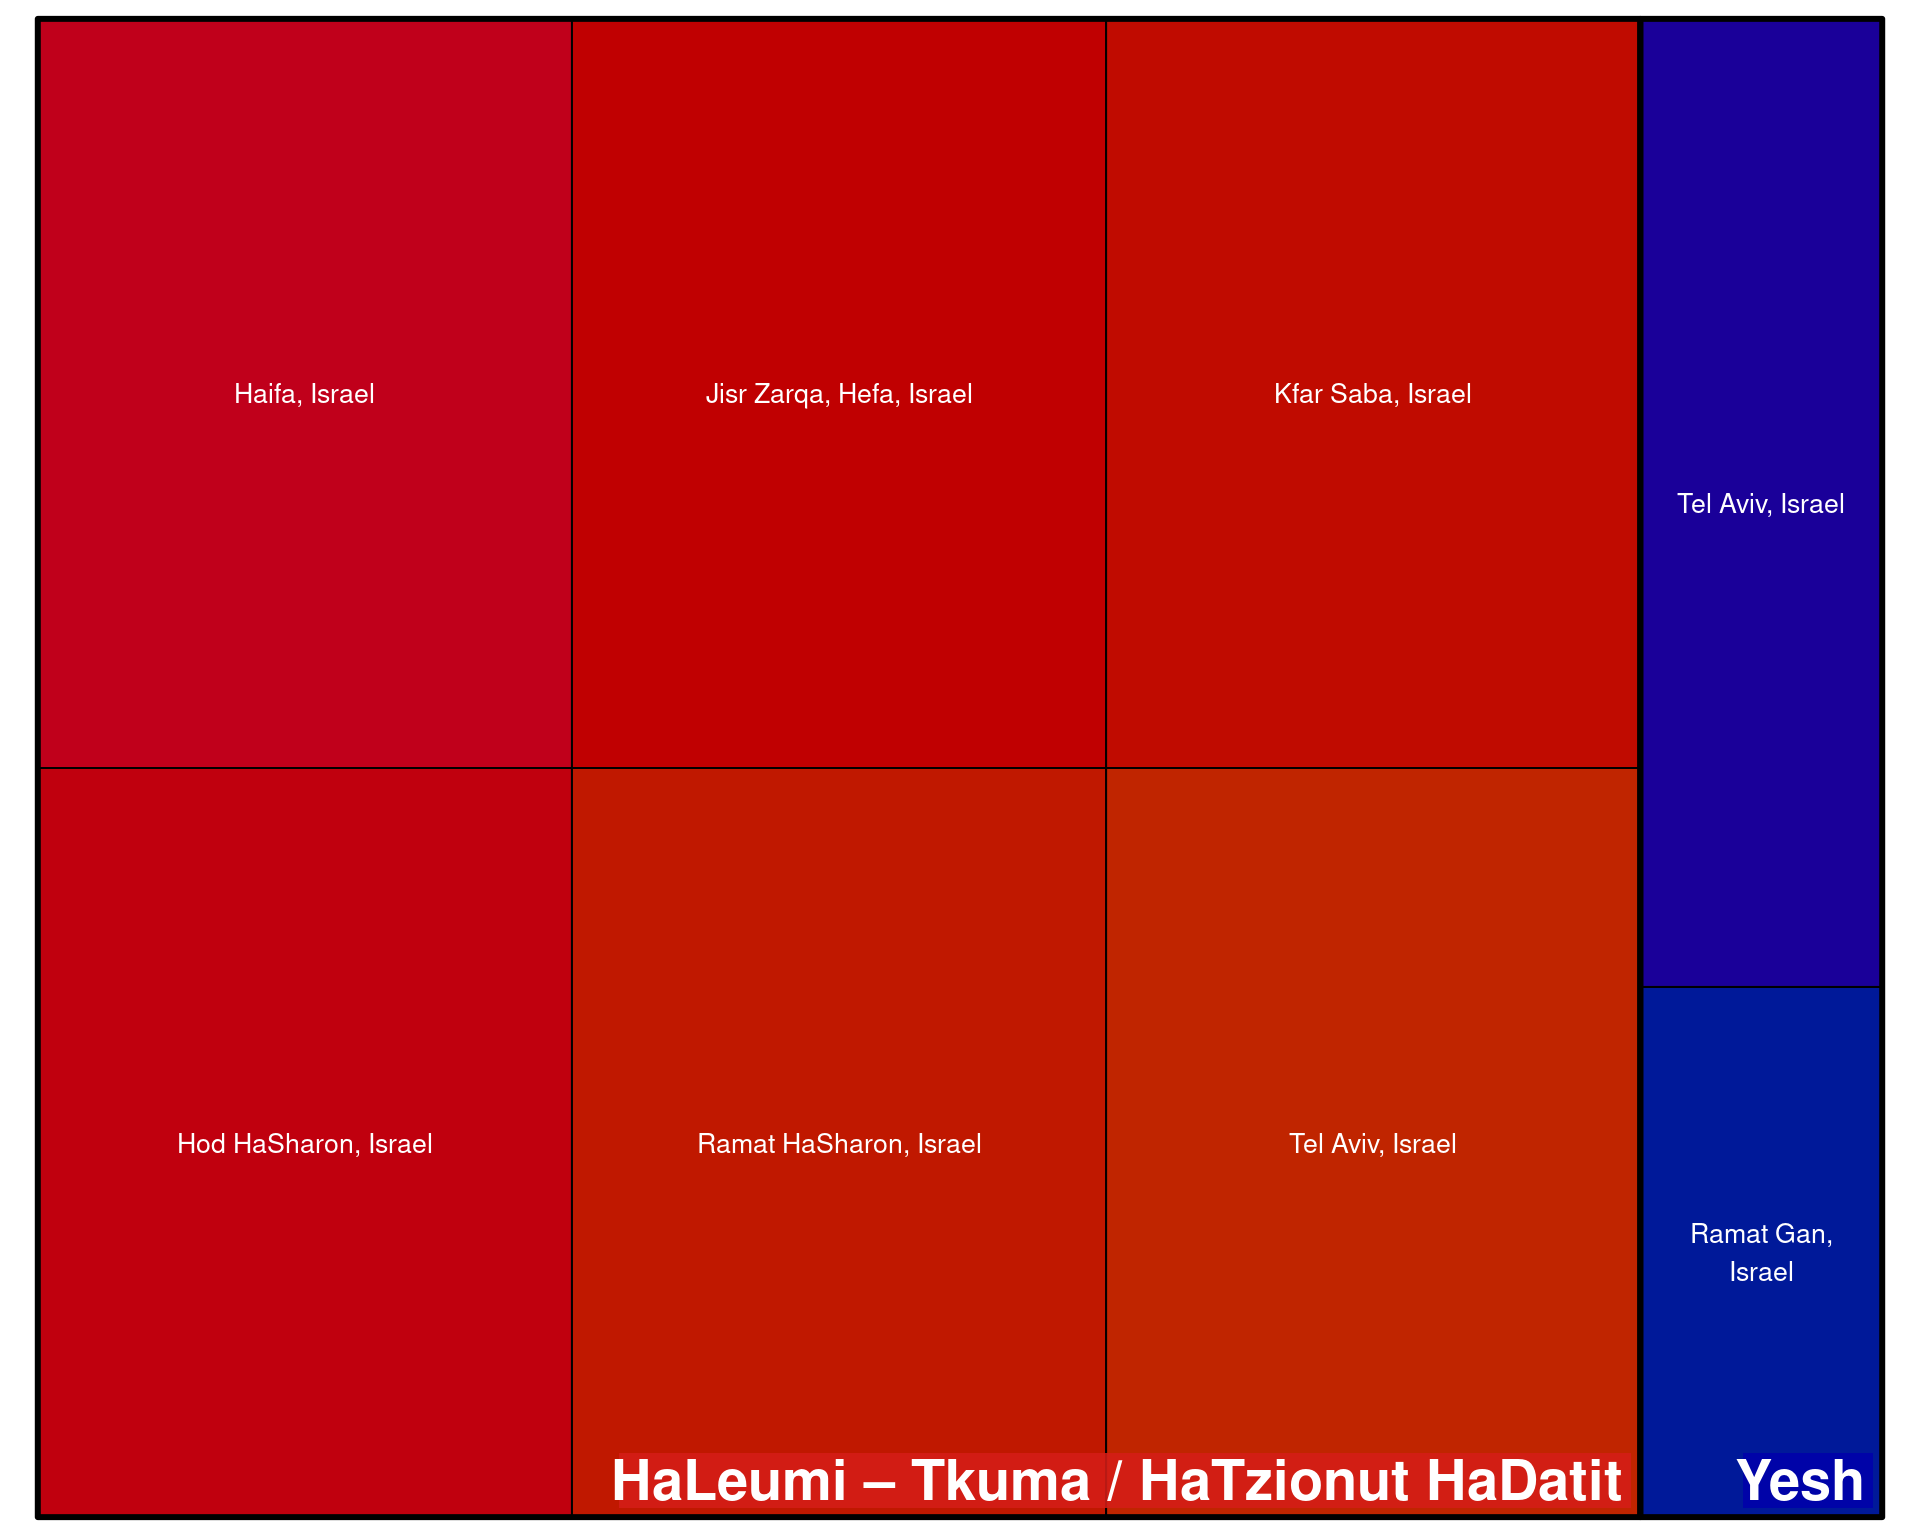 Haifa, Israel
Jisr Zarqa, Hefa, Israel
Kfar Saba, Israel
Tel Aviv, Israel
Hod HaSharon, Israel
Ramat HaSharon, Israel
Tel Aviv, Israel
Ramat Gan,
Israel
HaLeumi – Tkuma / HaTzionut HaDatit
Yesh